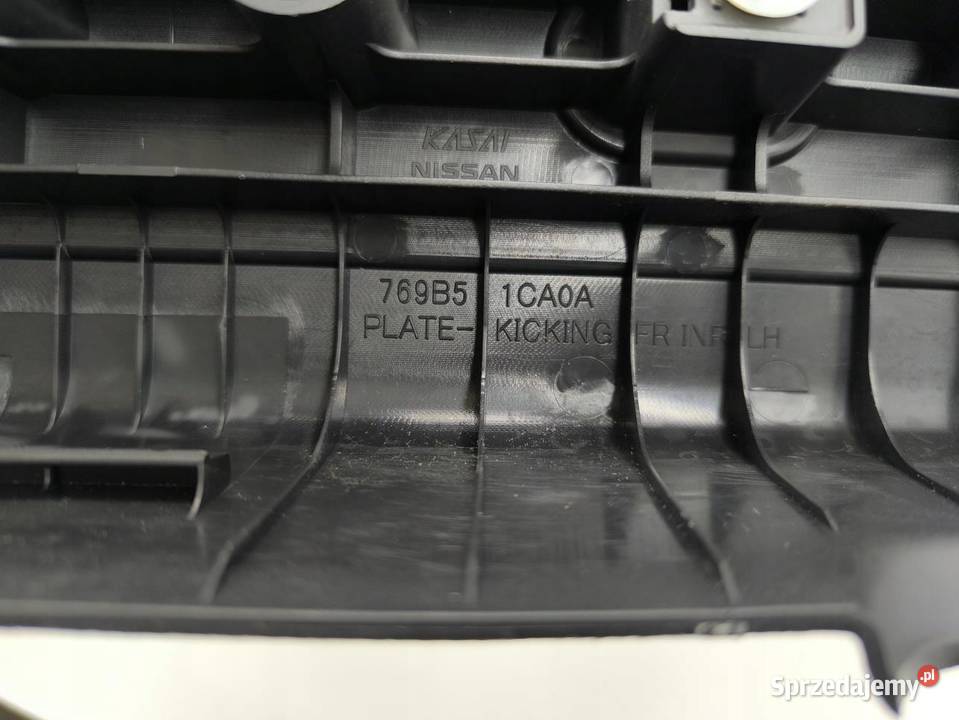 KASAI
NISSAN
769B5 1CA0A
PLATE-KICKING FR INR LH
Sprzedajemy.pl